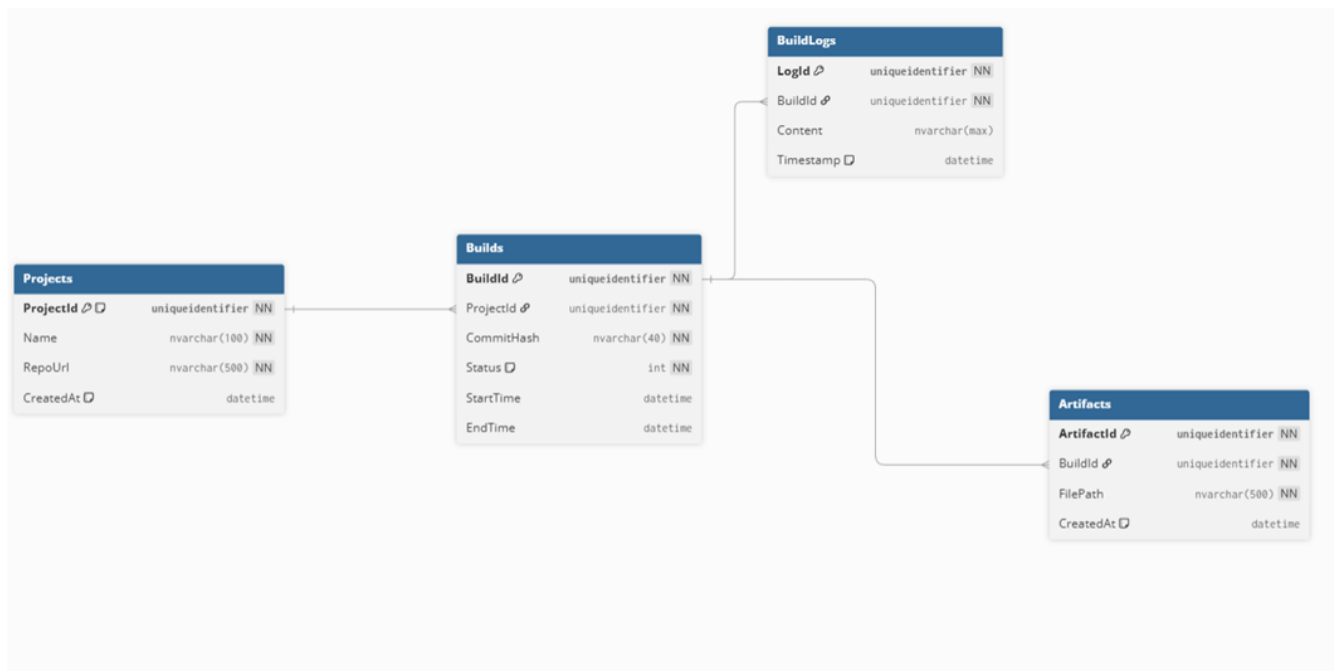 BuildLogs
LogId uniqueidentifier NN
BuildId uniqueidentifier NN
Content nvarchar(max)
Timestamp datetime
Builds
BuildId uniqueidentifier NN
ProjectId uniqueidentifier NN
CommitHash nvarchar(40) NN
Status int NN
StartTime datetime
EndTime datetime
Projects
ProjectId uniqueidentifier NN
Name nvarchar(100) NN
RepoUrl nvarchar(500) NN
CreatedAt datetime
Artifacts
ArtifactId uniqueidentifier NN
BuildId uniqueidentifier NN
FilePath nvarchar(500) NN
CreatedAt datetime